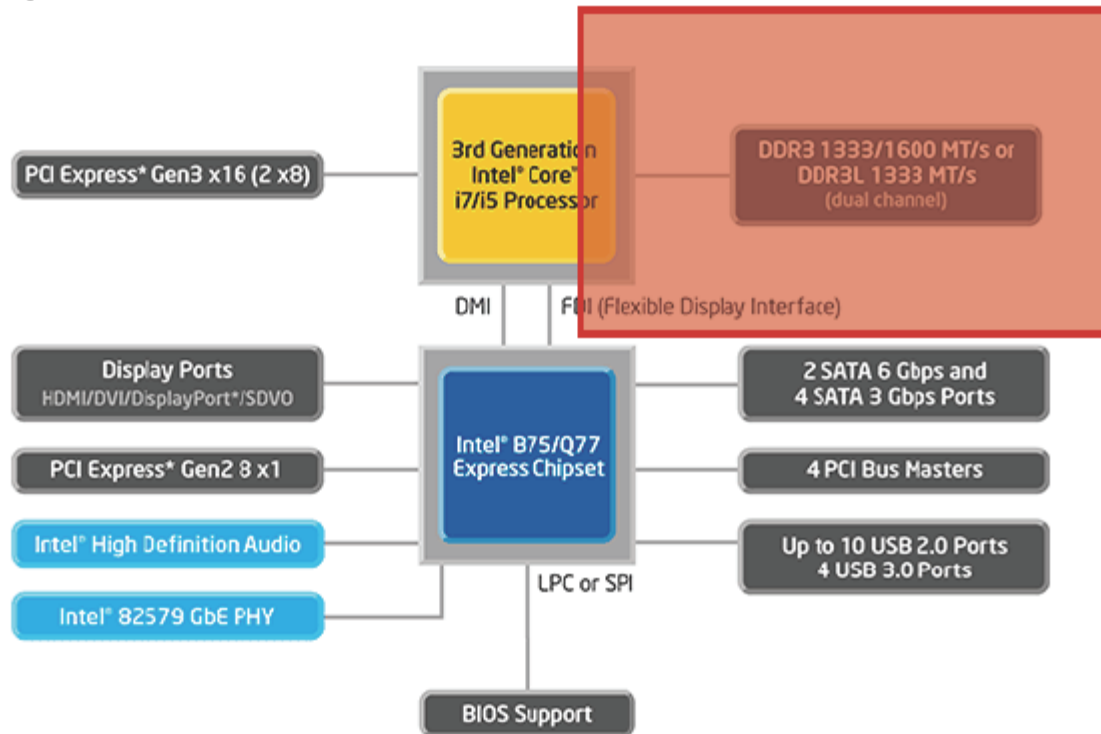 PCI Express* Gen3 x16 (2 x8)
3rd Generation
Intel® Core™
i7/i5 Processor
DDR3 1333/1600 MT/s or
DDR3L 1333 MT/s
(dual channel)
DMI
FDI (Flexible Display Interface)
Display Ports
HDMI/DVI/DisplayPort*/SDVO
PCI Express* Gen2 8 x1
Intel® High Definition Audio
Intel® 82579 GbE PHY
Intel® B75/Q77
Express Chipset
2 SATA 6 Gbps and
4 SATA 3 Gbps Ports
4 PCI Bus Masters
Up to 10 USB 2.0 Ports
4 USB 3.0 Ports
LPC or SPI
BIOS Support